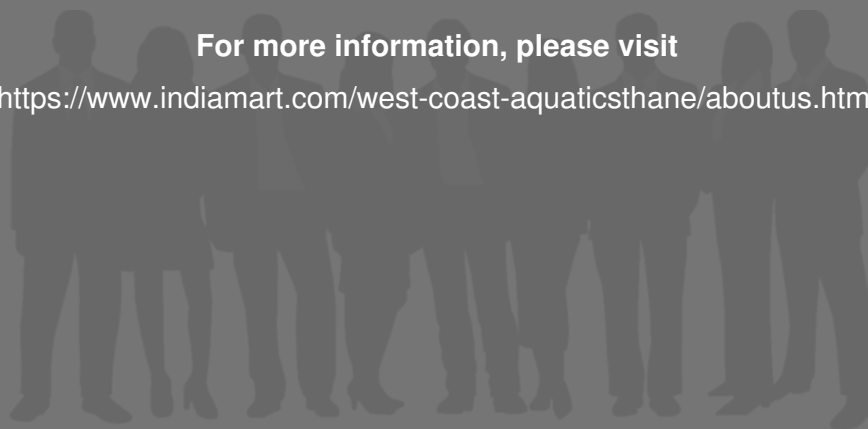 For more information, please visit
https://www.indiamart.com/west-coast-aquaticsthane/aboutus.htm